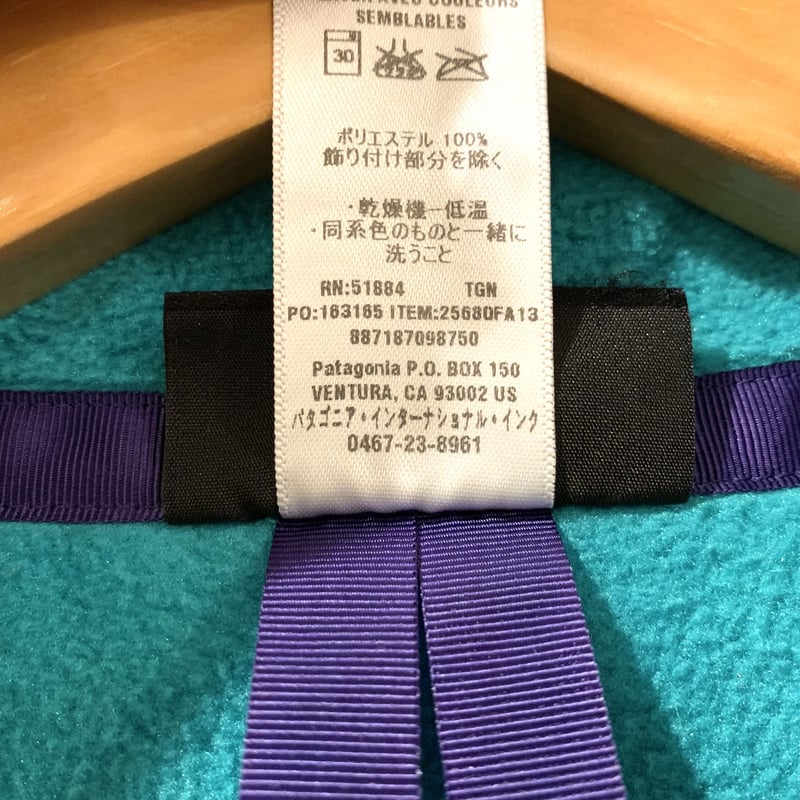 AVEC COULEURS
SEMBLABLES
30
ポリエステル 100%
飾り付け部分を除く
・乾燥機ー低温
・同系色のものと一緒に
洗うこと
RN:51884 TGN
PO:163165 ITEM:25680FA13
887187098750
Patagonia P.O. BOX 150
VENTURA, CA 93002 US
パタゴニア・インターナショナル・インク
0467-23-8961